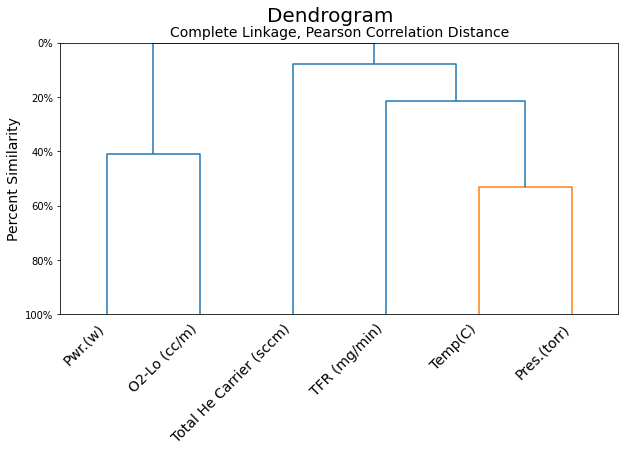 Dendrogram
Complete Linkage, Pearson Correlation Distance
Percent Similarity
0%
20%
40%
60%
80%
100%
Pwr.(w)
O2-Lo (cc/m)
Total He Carrier (sccm)
TFR (mg/min)
Temp(C)
Pres.(torr)